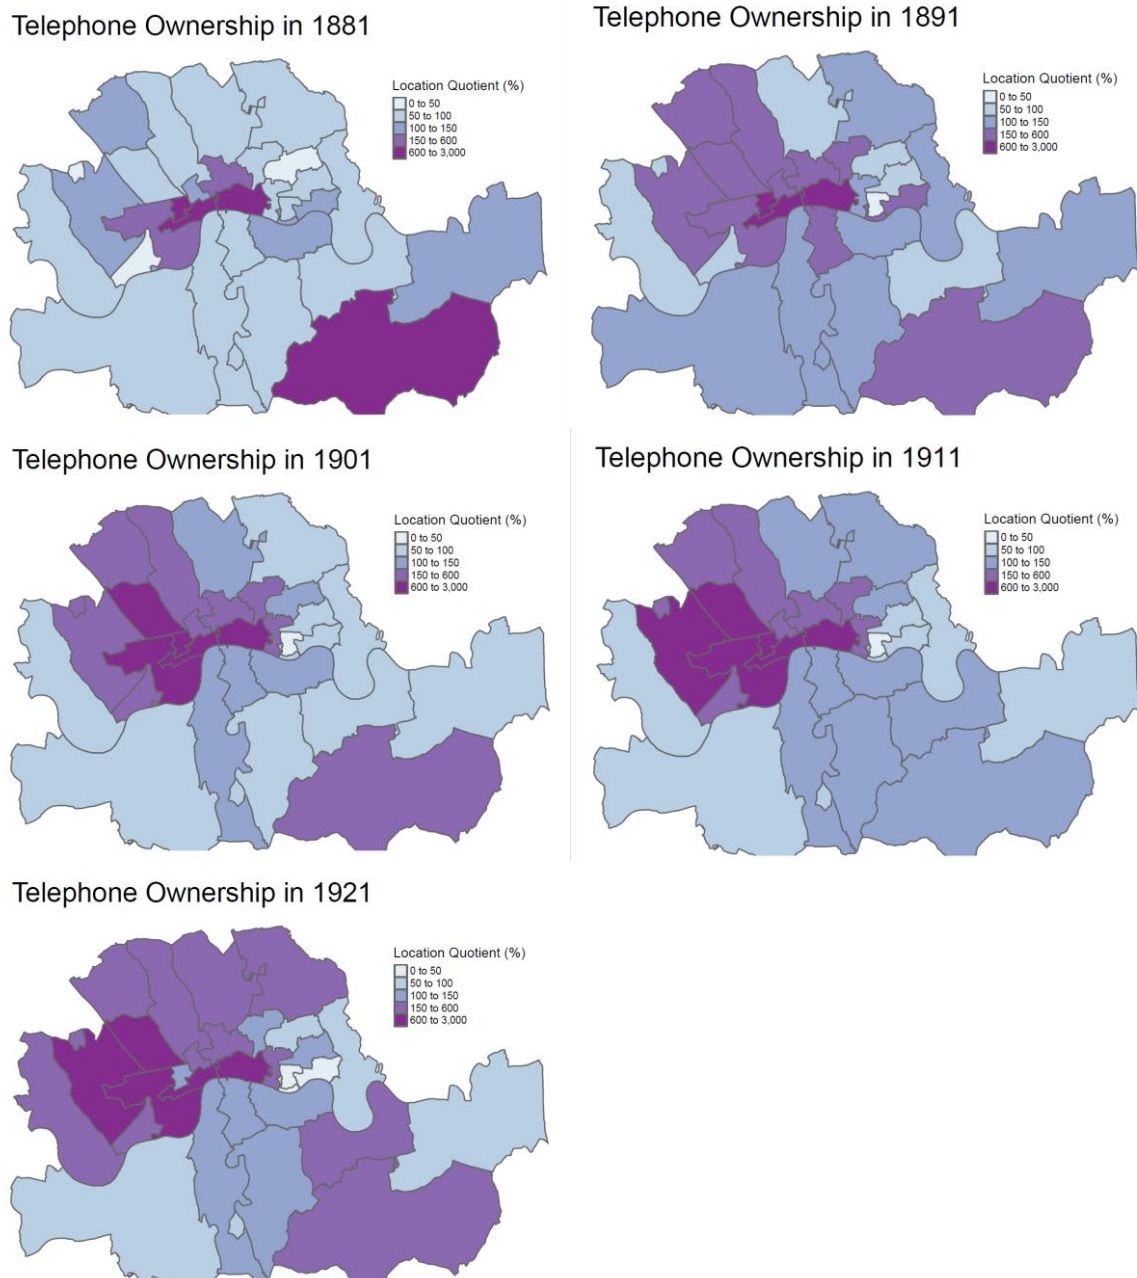 Telephone Ownership in 1881
Location Quotient (%)
0 to 50
50 to 100
100 to 150
150 to 600
600 to 3,000
Telephone Ownership in 1891
Location Quotient (%)
0 to 50
50 to 100
100 to 150
150 to 600
600 to 3,000
Telephone Ownership in 1901
Location Quotient (%)
0 to 50
50 to 100
100 to 150
150 to 600
600 to 3,000
Telephone Ownership in 1911
Location Quotient (%)
0 to 50
50 to 100
100 to 150
150 to 600
600 to 3,000
Telephone Ownership in 1921
Location Quotient (%)
0 to 50
50 to 100
100 to 150
150 to 600
600 to 3,000